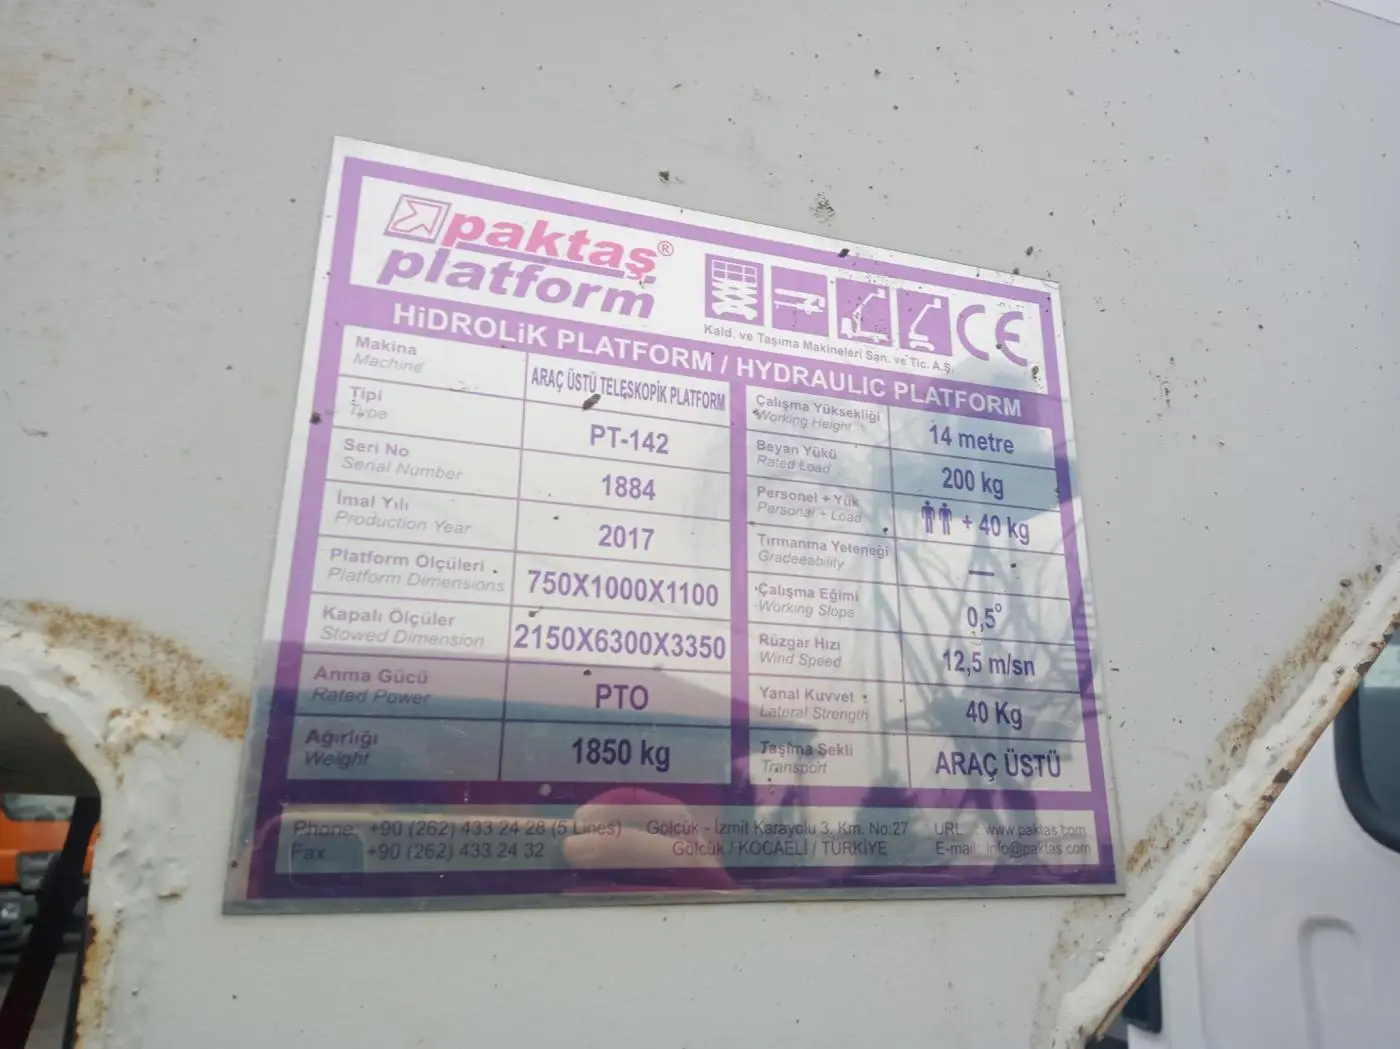 paktaş®
platform
CE
Kald. ve Taşıma Makineleri San. ve Tic. A.Ş.
HiDROLiK PLATFORM / HYDRAULIC PLATFORM
Makina
Machine
ARAÇ ÜSTÜ TELESKOPİK PLATFORM
Tipi
Type
PT-142
Seri No
Serial Number
1884
İmal Yılı
Production Year
2017
Platform Ölçüleri
Platform Dimensions
750X1000X1100
Kapalı Ölçüler
Stowed Dimension
2150X6300X3350
Anma Gücü
Rated Power
PTO
Ağırlığı
Weight
1850 kg
Çalışma Yüksekliği
Working Height
14 metre
Beyan Yükü
Rated Load
200 kg
Personel + Yük
Personal + Load
+ 40 kg
Tırmanma Yeteneği
Gradeeability
—
Çalışma Eğimi
Working Slope
0,5°
Rüzgar Hızı
Wind Speed
12,5 m/sn
Yanal Kuvvet
Lateral Strength
40 Kg
Taşıma Şekli
Transport
ARAÇ ÜSTÜ
Phone: +90 (262) 433 24 28 (5 Lines) Gölcük - İzmit Karayolu 3. Km. No:27 URL : www.paktas.com
Fax +90 (262) 433 24 32 Gölcük / KOCAELİ / TÜRKİYE E-mail: info@paktas.com